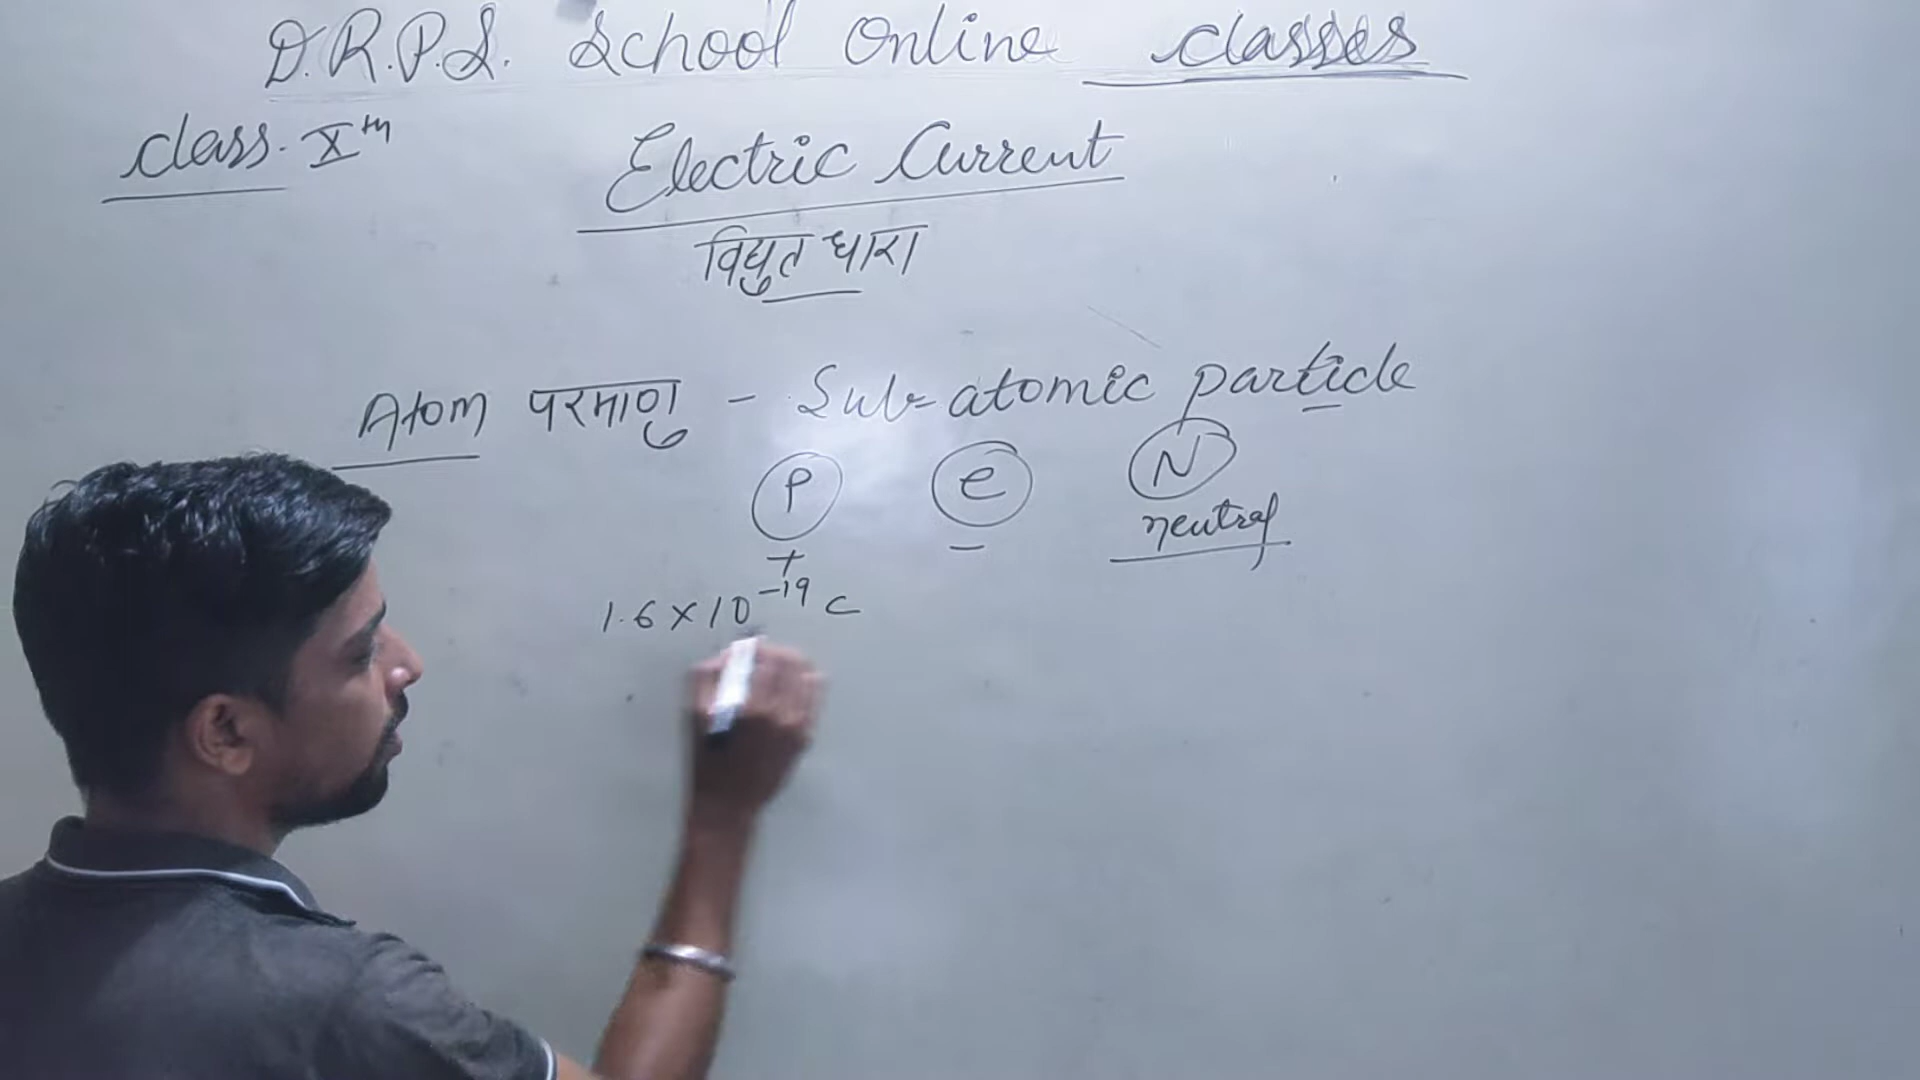 D.R.P.S. School Online classes
class. Xth
Electric Current
विद्युत धारा
Atom परमाणु - Sub-atomic particle
P e N
+ - neutral
1.6 × 10^-19 C